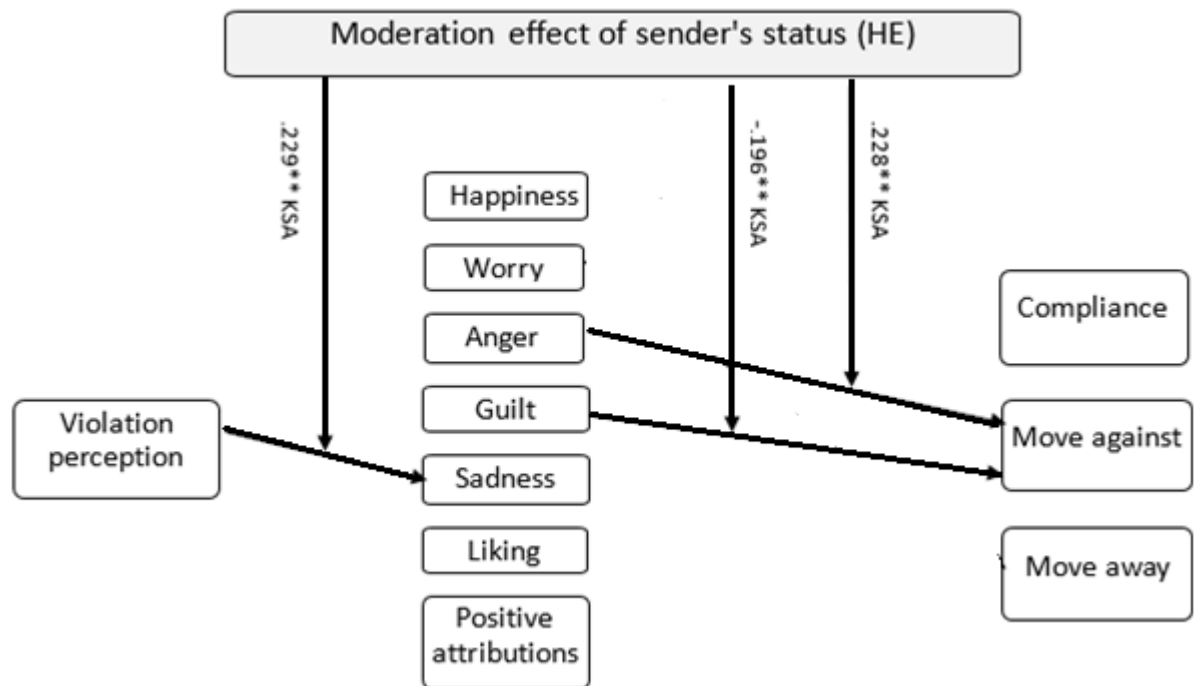 Moderation effect of sender's status (HE)
.229** KSA
-.196** KSA
.228** KSA
Happiness
Worry
Anger
Guilt
Sadness
Liking
Positive
attributions
Violation
perception
Compliance
Move against
Move away